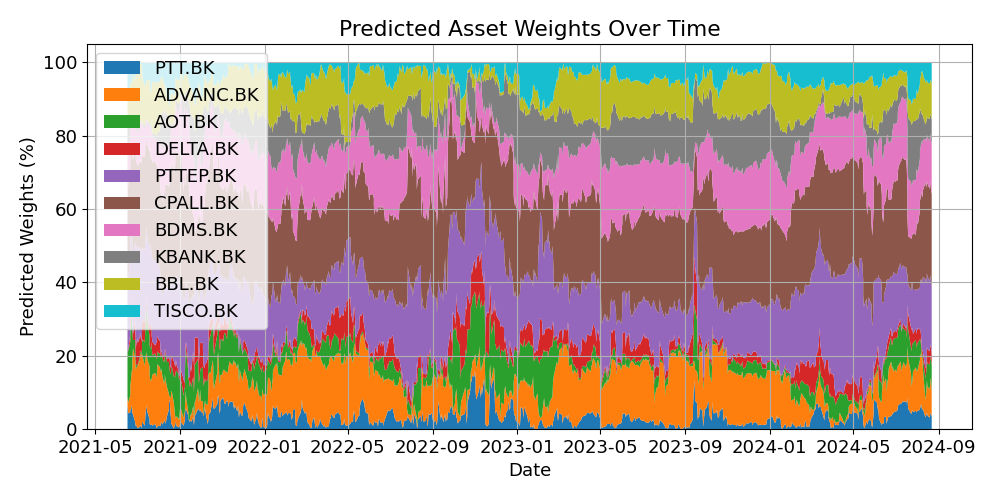 Predicted Asset Weights Over Time
Predicted Weights (%)
100
80
60
40
20
0
PTT.BK
ADVANC.BK
AOT.BK
DELTA.BK
PTTEP.BK
CPALL.BK
BDMS.BK
KBANK.BK
BBL.BK
TISCO.BK
2021-05 2021-09 2022-01 2022-05 2022-09 2023-01 2023-05 2023-09 2024-01 2024-05 2024-09
Date